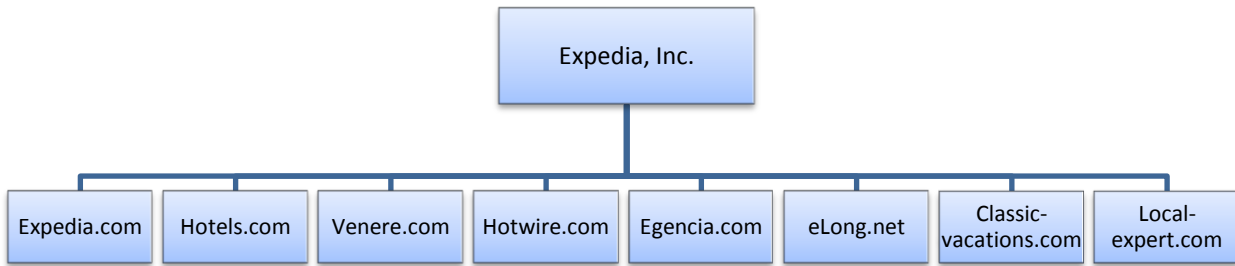 Expedia, Inc.
Expedia.com
Hotels.com
Venere.com
Hotwire.com
Egencia.com
eLong.net
Classic-
vacations.com
Local-
expert.com